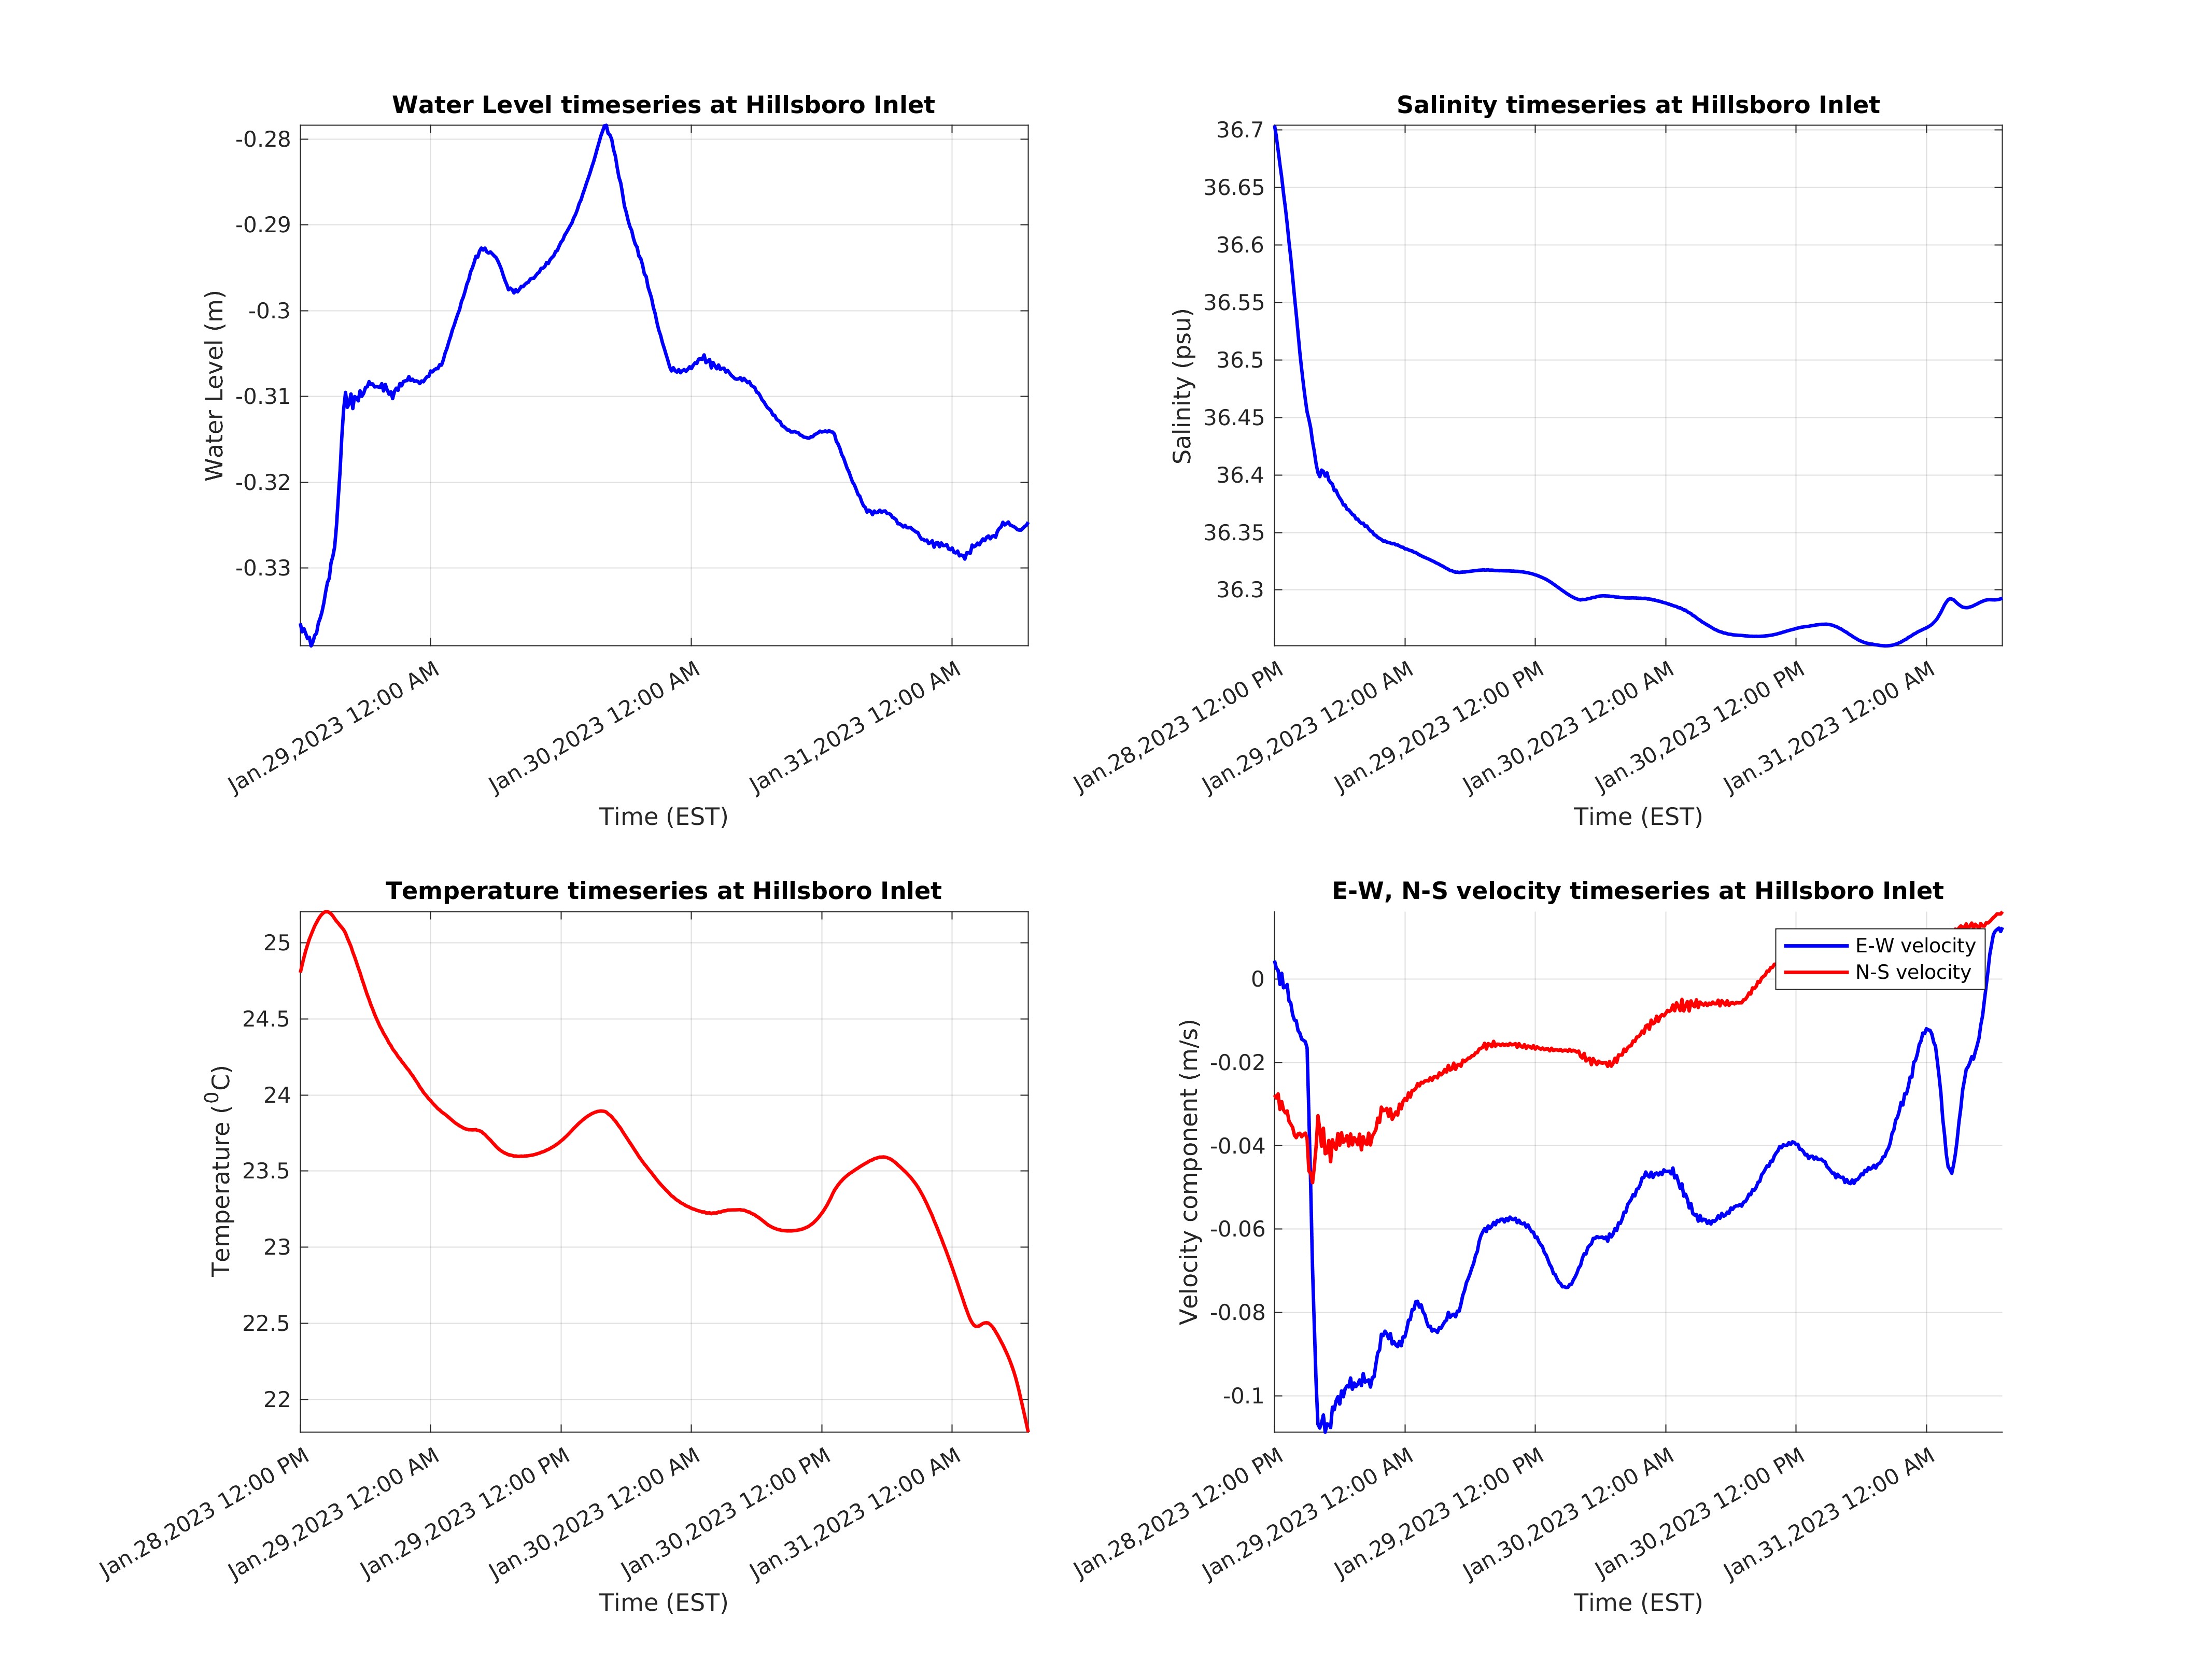 Water Level timeseries at Hillsboro Inlet
-0.28
-0.29
-0.3
-0.31
-0.32
-0.33
Water Level (m)
Jan.29,2023 12:00 AM
Jan.30,2023 12:00 AM
Jan.31,2023 12:00 AM
Time (EST)
Salinity timeseries at Hillsboro Inlet
36.7
36.65
36.6
36.55
36.5
36.45
36.4
36.35
36.3
Salinity (psu)
Jan.28,2023 12:00 PM
Jan.29,2023 12:00 AM
Jan.29,2023 12:00 PM
Jan.30,2023 12:00 AM
Jan.30,2023 12:00 PM
Jan.31,2023 12:00 AM
Time (EST)
Temperature timeseries at Hillsboro Inlet
25
24.5
24
23.5
23
22.5
22
Temperature (⁰C)
Jan.28,2023 12:00 PM
Jan.29,2023 12:00 AM
Jan.29,2023 12:00 PM
Jan.30,2023 12:00 AM
Jan.30,2023 12:00 PM
Jan.31,2023 12:00 AM
Time (EST)
E-W, N-S velocity timeseries at Hillsboro Inlet
E-W velocity
N-S velocity
0
-0.02
-0.04
-0.06
-0.08
-0.1
Velocity component (m/s)
Jan.28,2023 12:00 PM
Jan.29,2023 12:00 AM
Jan.29,2023 12:00 PM
Jan.30,2023 12:00 AM
Jan.30,2023 12:00 PM
Jan.31,2023 12:00 AM
Time (EST)